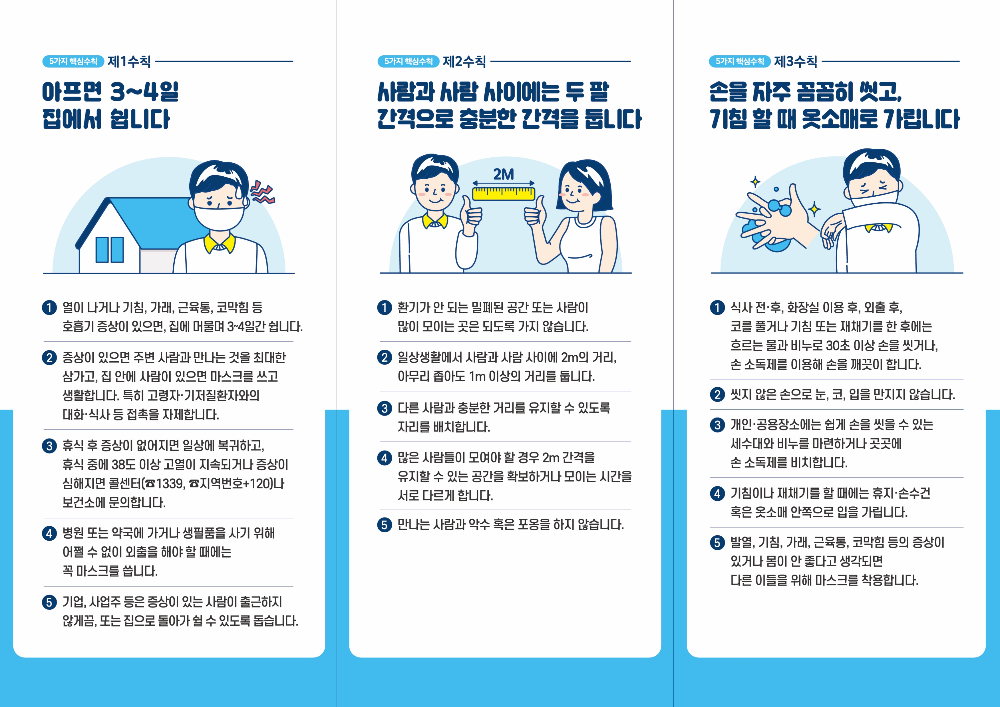 5가지 핵심수칙 제1수칙
아프면 3~4일
집에서 쉽니다
1 열이 나거나 기침, 가래, 근육통, 코막힘 등
호흡기 증상이 있으면, 집에 머물며 3~4일간 쉽니다.
2 증상이 있으면 주변 사람과 만나는 것을 최대한
삼가고, 집 안에 사람이 있으면 마스크를 쓰고
생활합니다. 특히 고령자·기저질환자와의
대화·식사 등 접촉을 자제합니다.
3 휴식 후 증상이 없어지면 일상에 복귀하고,
휴식 중에 38도 이상 고열이 지속되거나 증상이
심해지면 콜센터(☎1339, ☎지역번호+120)나
보건소에 문의합니다.
4 병원 또는 약국에 가거나 생필품을 사기 위해
어쩔 수 없이 외출을 해야 할 때에는
꼭 마스크를 씁니다.
5 기업, 사업주 등은 증상이 있는 사람이 출근하지
않게끔, 또는 집으로 돌아가 쉴 수 있도록 돕습니다.
5가지 핵심수칙 제2수칙
사람과 사람 사이에는 두 팔
간격으로 충분한 간격을 둡니다
2M
1 환기가 안 되는 밀폐된 공간 또는 사람이
많이 모이는 곳은 되도록 가지 않습니다.
2 일상생활에서 사람과 사람 사이에 2m의 거리,
아무리 좁아도 1m 이상의 거리를 둡니다.
3 다른 사람과 충분한 거리를 유지할 수 있도록
자리를 배치합니다.
4 많은 사람들이 모여야 할 경우 2m 간격을
유지할 수 있는 공간을 확보하거나 모이는 시간을
서로 다르게 합니다.
5 만나는 사람과 악수 혹은 포옹을 하지 않습니다.
5가지 핵심수칙 제3수칙
손을 자주 꼼꼼히 씻고,
기침 할 때 옷소매로 가립니다
1 식사 전·후, 화장실 이용 후, 외출 후,
코를 풀거나 기침 또는 재채기를 한 후에는
흐르는 물과 비누로 30초 이상 손을 씻거나,
손 소독제를 이용해 손을 깨끗이 합니다.
2 씻지 않은 손으로 눈, 코, 입을 만지지 않습니다.
3 개인·공용장소에는 쉽게 손을 씻을 수 있는
세수대와 비누를 마련하거나 곳곳에
손 소독제를 비치합니다.
4 기침이나 재채기를 할 때에는 휴지·손수건
혹은 옷소매 안쪽으로 입을 가립니다.
5 발열, 기침, 가래, 근육통, 코막힘 등의 증상이
있거나 몸이 안 좋다고 생각되면
다른 이들을 위해 마스크를 착용합니다.